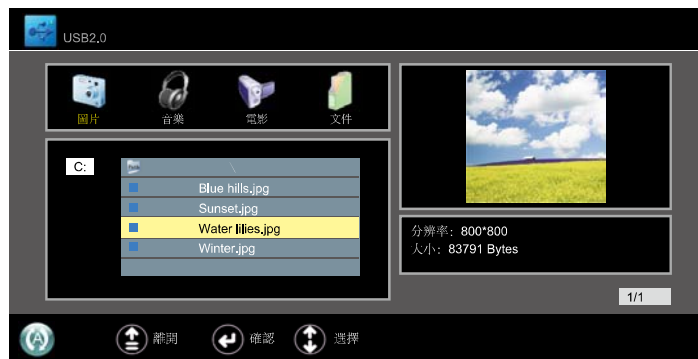 USB2.0
圖片 音樂 電影 文件
C:
\
Blue hills.jpg
Sunset.jpg
Water lilies.jpg
Winter.jpg
分辨率: 800*800
大小: 83791 Bytes
1/1
A 離開 確認 選擇